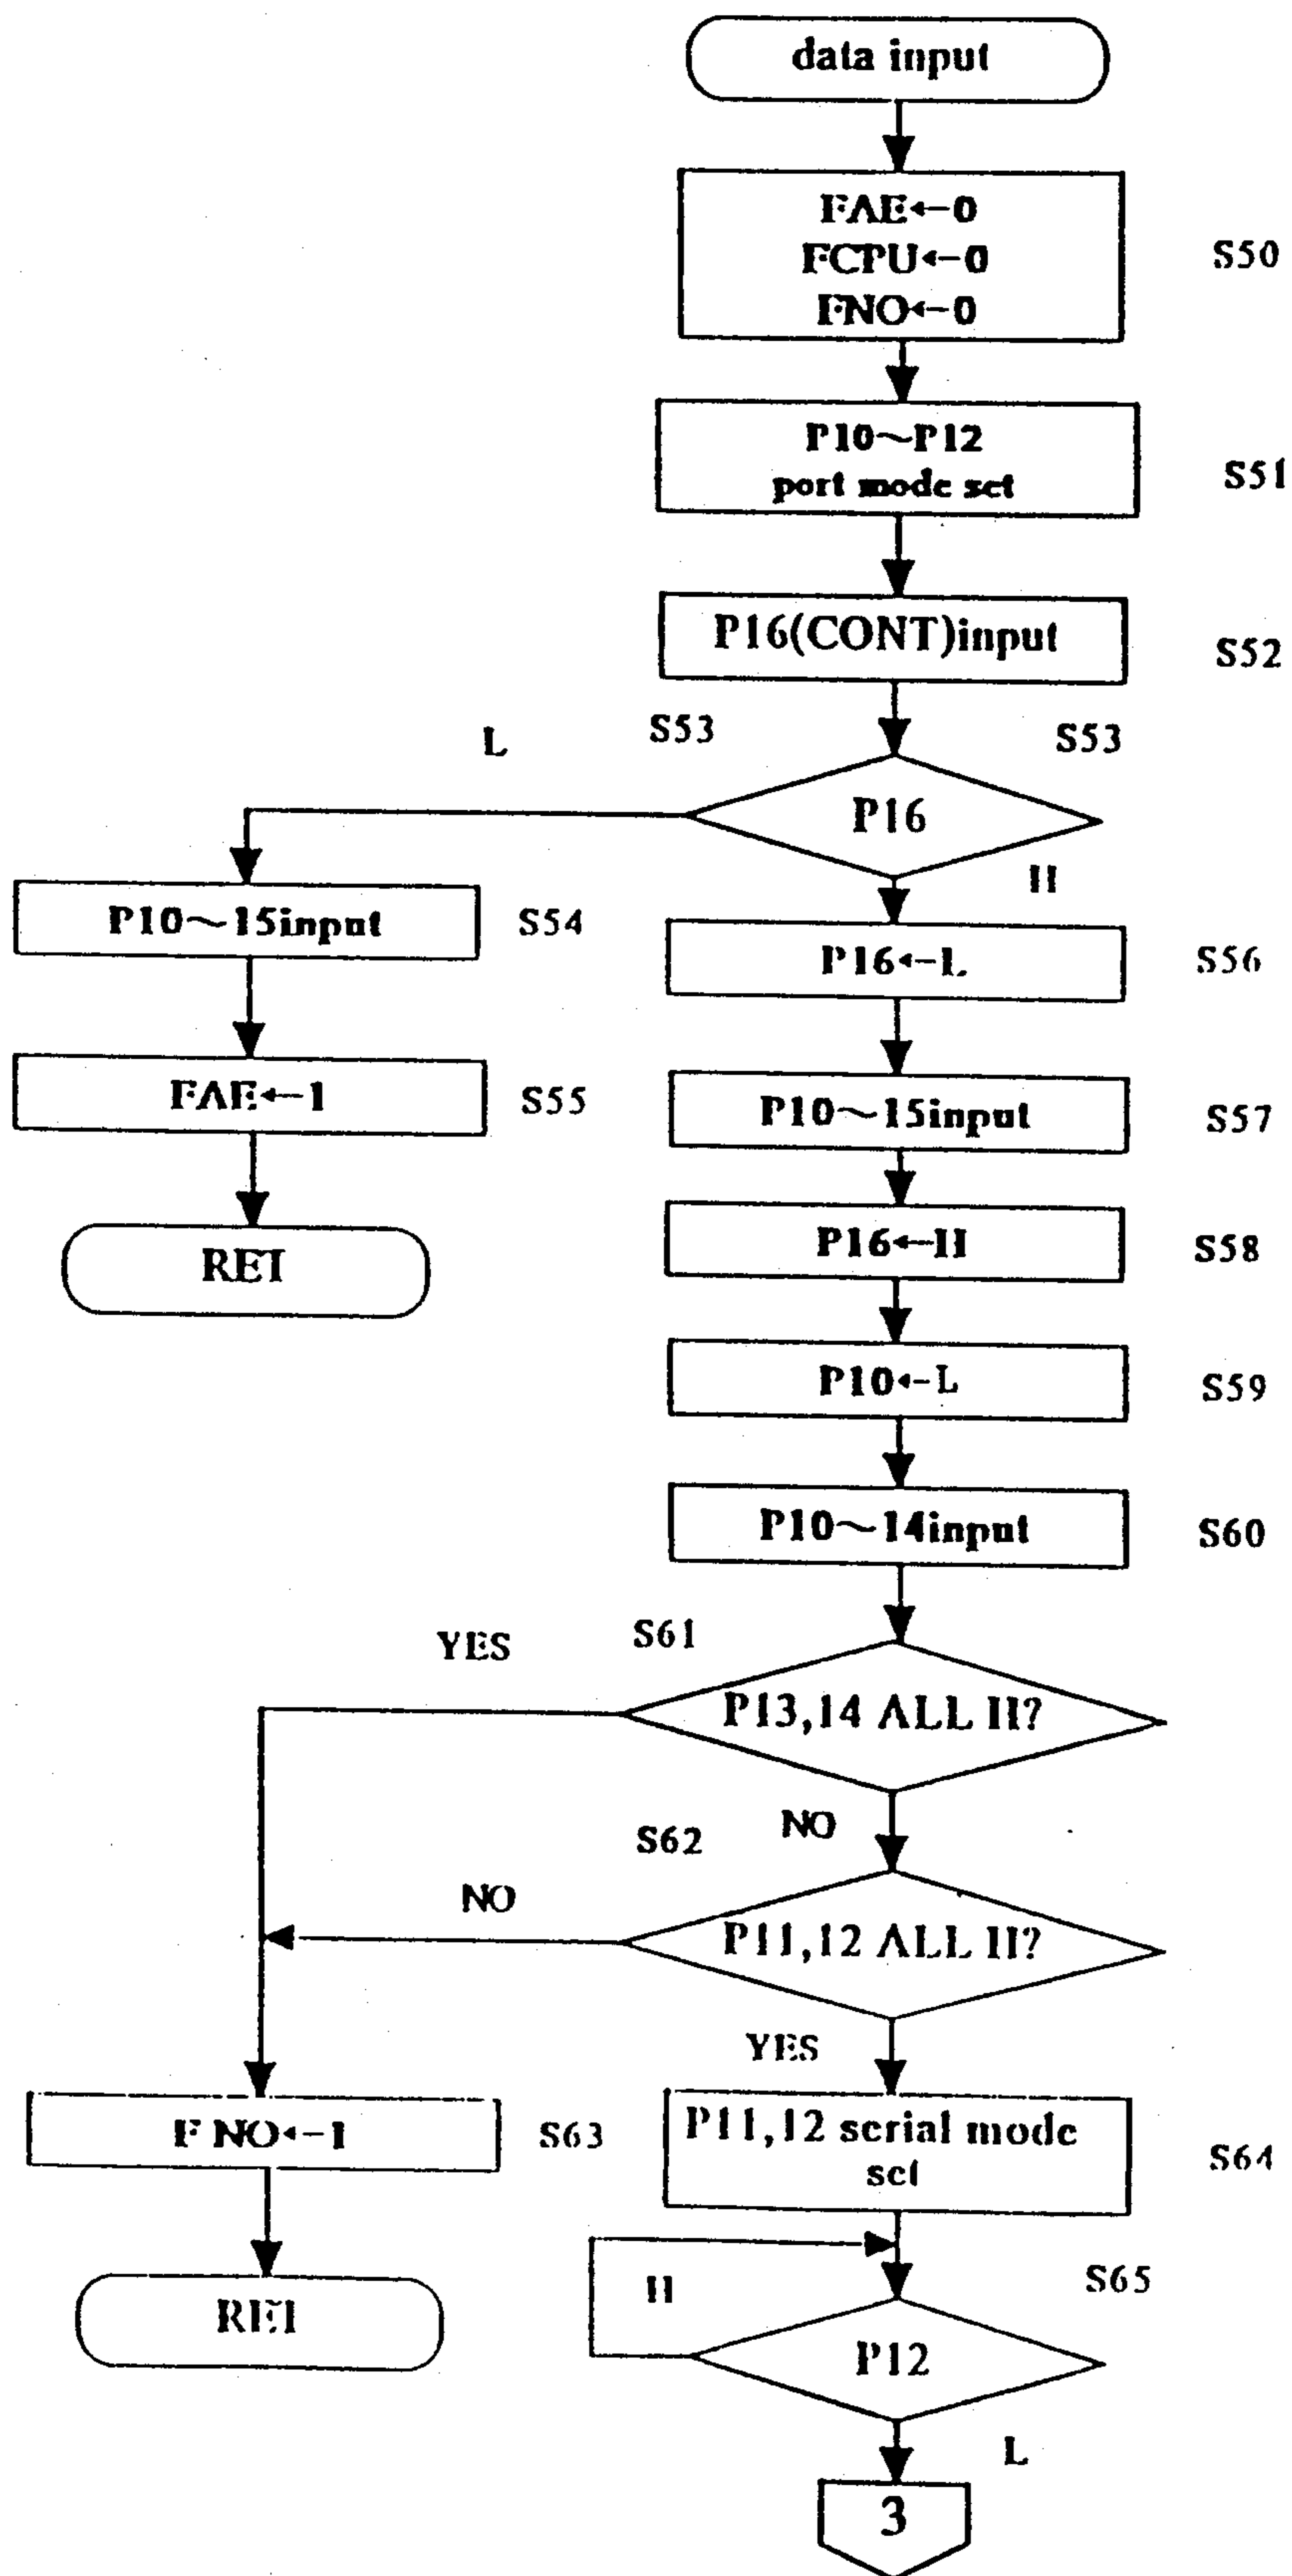 data input
FAE←0
FCPU←0
FNO←0
S50
P10~P12
port mode set
S51
P16(CONT)input
S52
L
S53
S53
P16
H
P10~15input
S54
P16←L
S56
FAE←1
S55
P10~15input
S57
RET
P16←H
S58
P10←L
S59
P10~14input
S60
YES
S61
P13,14 ALL H?
NO
S62
NO
P11,12 ALL H?
YES
F NO←1
S63
P11,12 serial mode
set
S64
H
S65
RET
P12
L
3